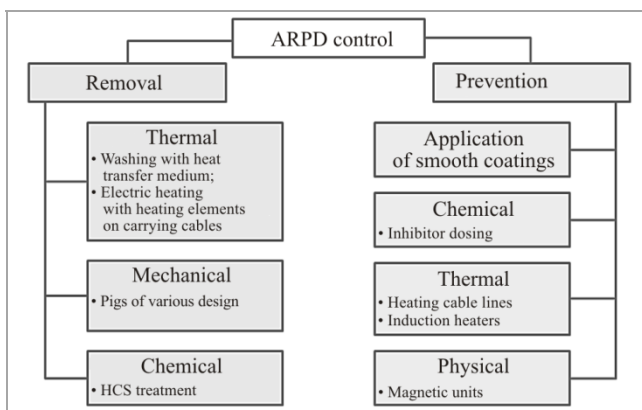 ARPD control
Removal
Thermal
• Washing with heat
transfer medium;
• Electric heating
with heating elements
on carrying cables
Mechanical
• Pigs of various design
Chemical
• HCS treatment
Prevention
Application
of smooth coatings
Chemical
• Inhibitor dosing
Thermal
• Heating cable lines
• Induction heaters
Physical
• Magnetic units